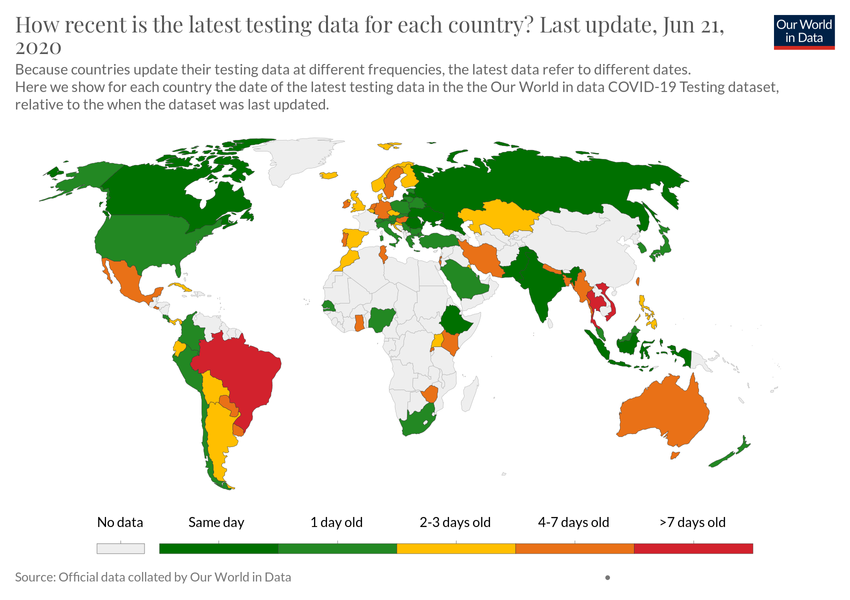 How recent is the latest testing data for each country? Last update, Jun 21,
2020
Our World
in Data
Because countries update their testing data at different frequencies, the latest data refer to different dates.
Here we show for each country the date of the latest testing data in the the Our World in data COVID-19 Testing dataset,
relative to the when the dataset was last updated.
No data
Same day
1 day old
2-3 days old
4-7 days old
>7 days old
Source: Official data collated by Our World in Data